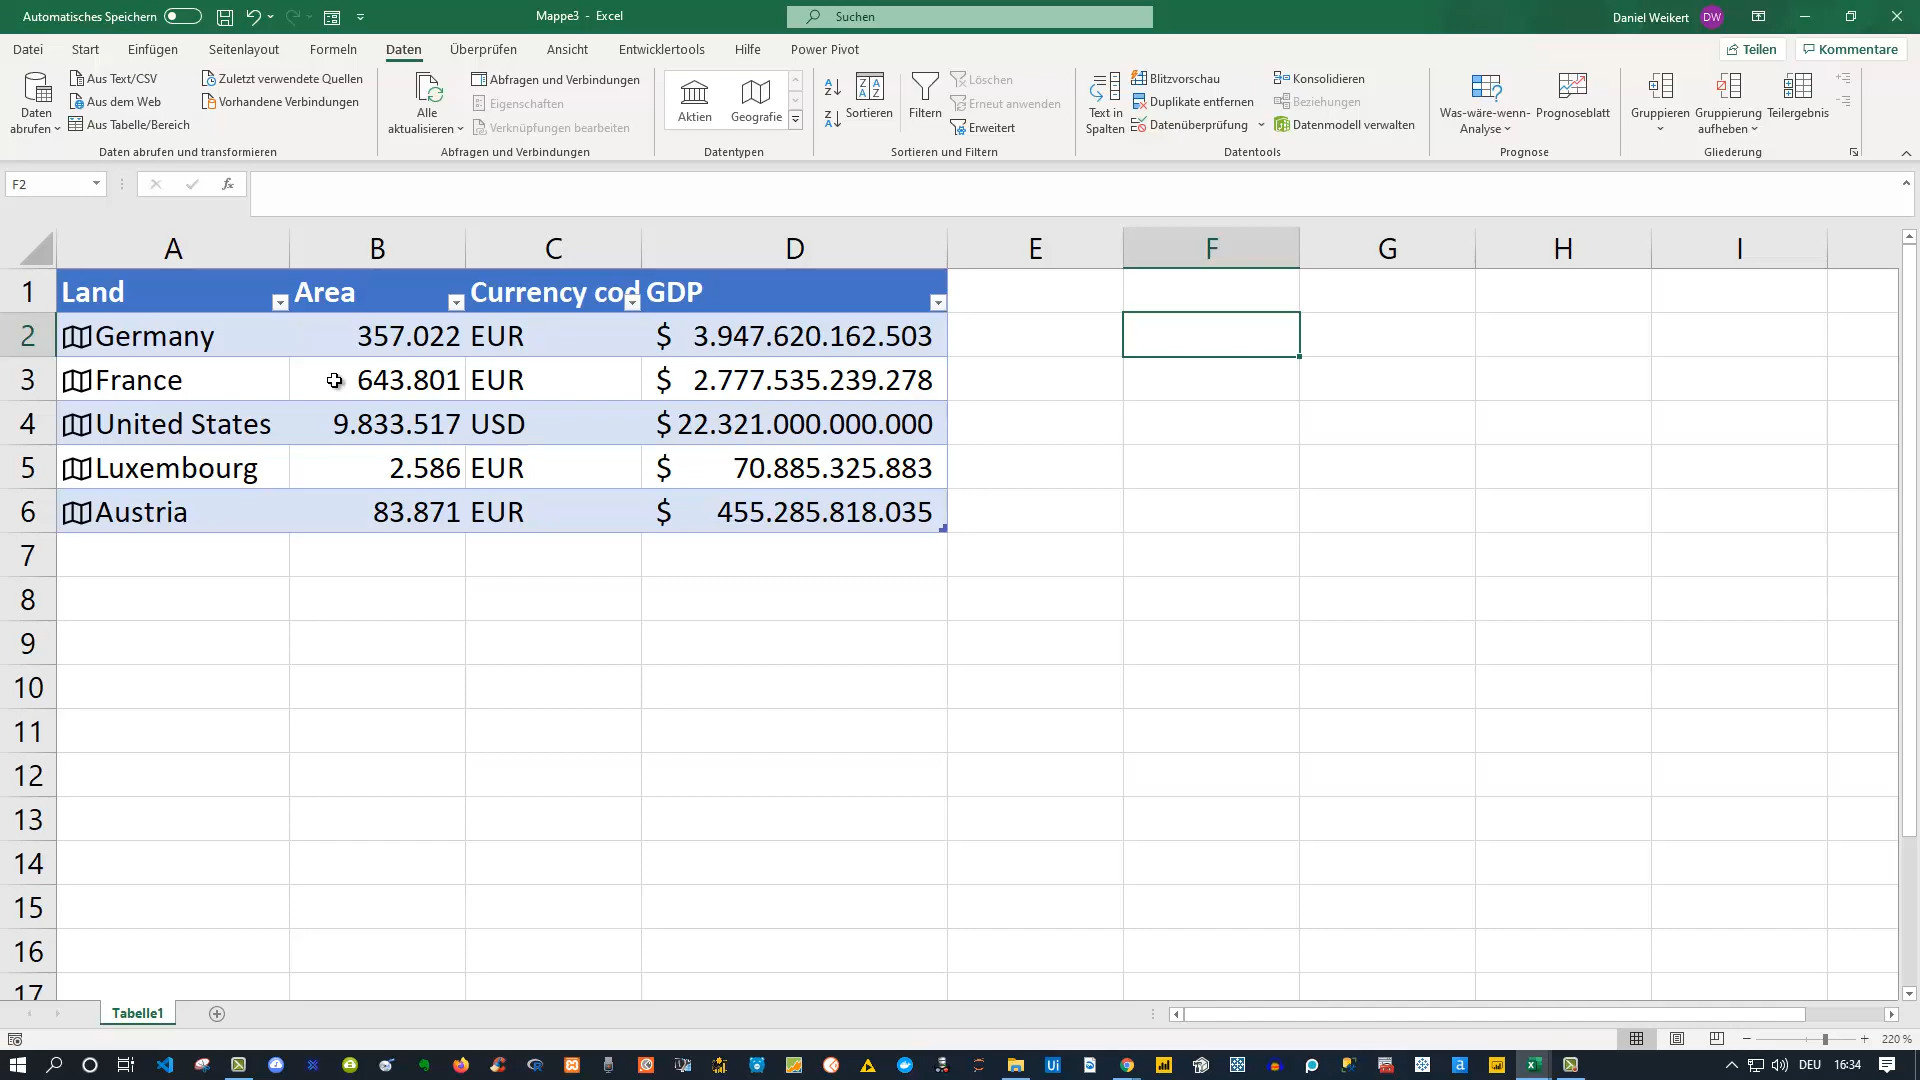 Automatisches Speichern
Mappe3 - Excel
Suchen
Daniel Weikert DW
Datei Start Einfügen Seitenlayout Formeln Daten Überprüfen Ansicht Entwicklertools Hilfe Power Pivot
Teilen Kommentare
Daten abrufen
Aus Text/CSV
Aus dem Web
Aus Tabelle/Bereich
Zuletzt verwendete Quellen
Vorhandene Verbindungen
Daten abrufen und transformieren
Alle aktualisieren
Abfragen und Verbindungen
Eigenschaften
Verknüpfungen bearbeiten
Abfragen und Verbindungen
Aktien
Geografie
Datentypen
Sortieren
Filtern
Löschen
Erneut anwenden
Erweitert
Sortieren und Filtern
Text in
Spalten
Blitzvorschau
Duplikate entfernen
Datenüberprüfung
Konsolidieren
Beziehungen
Datenmodell verwalten
Datentools
Was-wäre-wenn-
Analyse
Prognoseblatt
Prognose
Gruppieren
Gruppierung
aufheben
Teilergebnis
Gliederung
F2
fx
A B C D E F G H I
1 Land Area Currency cod GDP
2 Germany 357.022 EUR $ 3.947.620.162.503
3 France 643.801 EUR $ 2.777.535.239.278
4 United States 9.833.517 USD $ 22.321.000.000.000
5 Luxembourg 2.586 EUR $ 70.885.325.883
6 Austria 83.871 EUR $ 455.285.818.035
7
8
9
10
11
12
13
14
15
16
17
Tabelle1
220 %
DEU 16:34